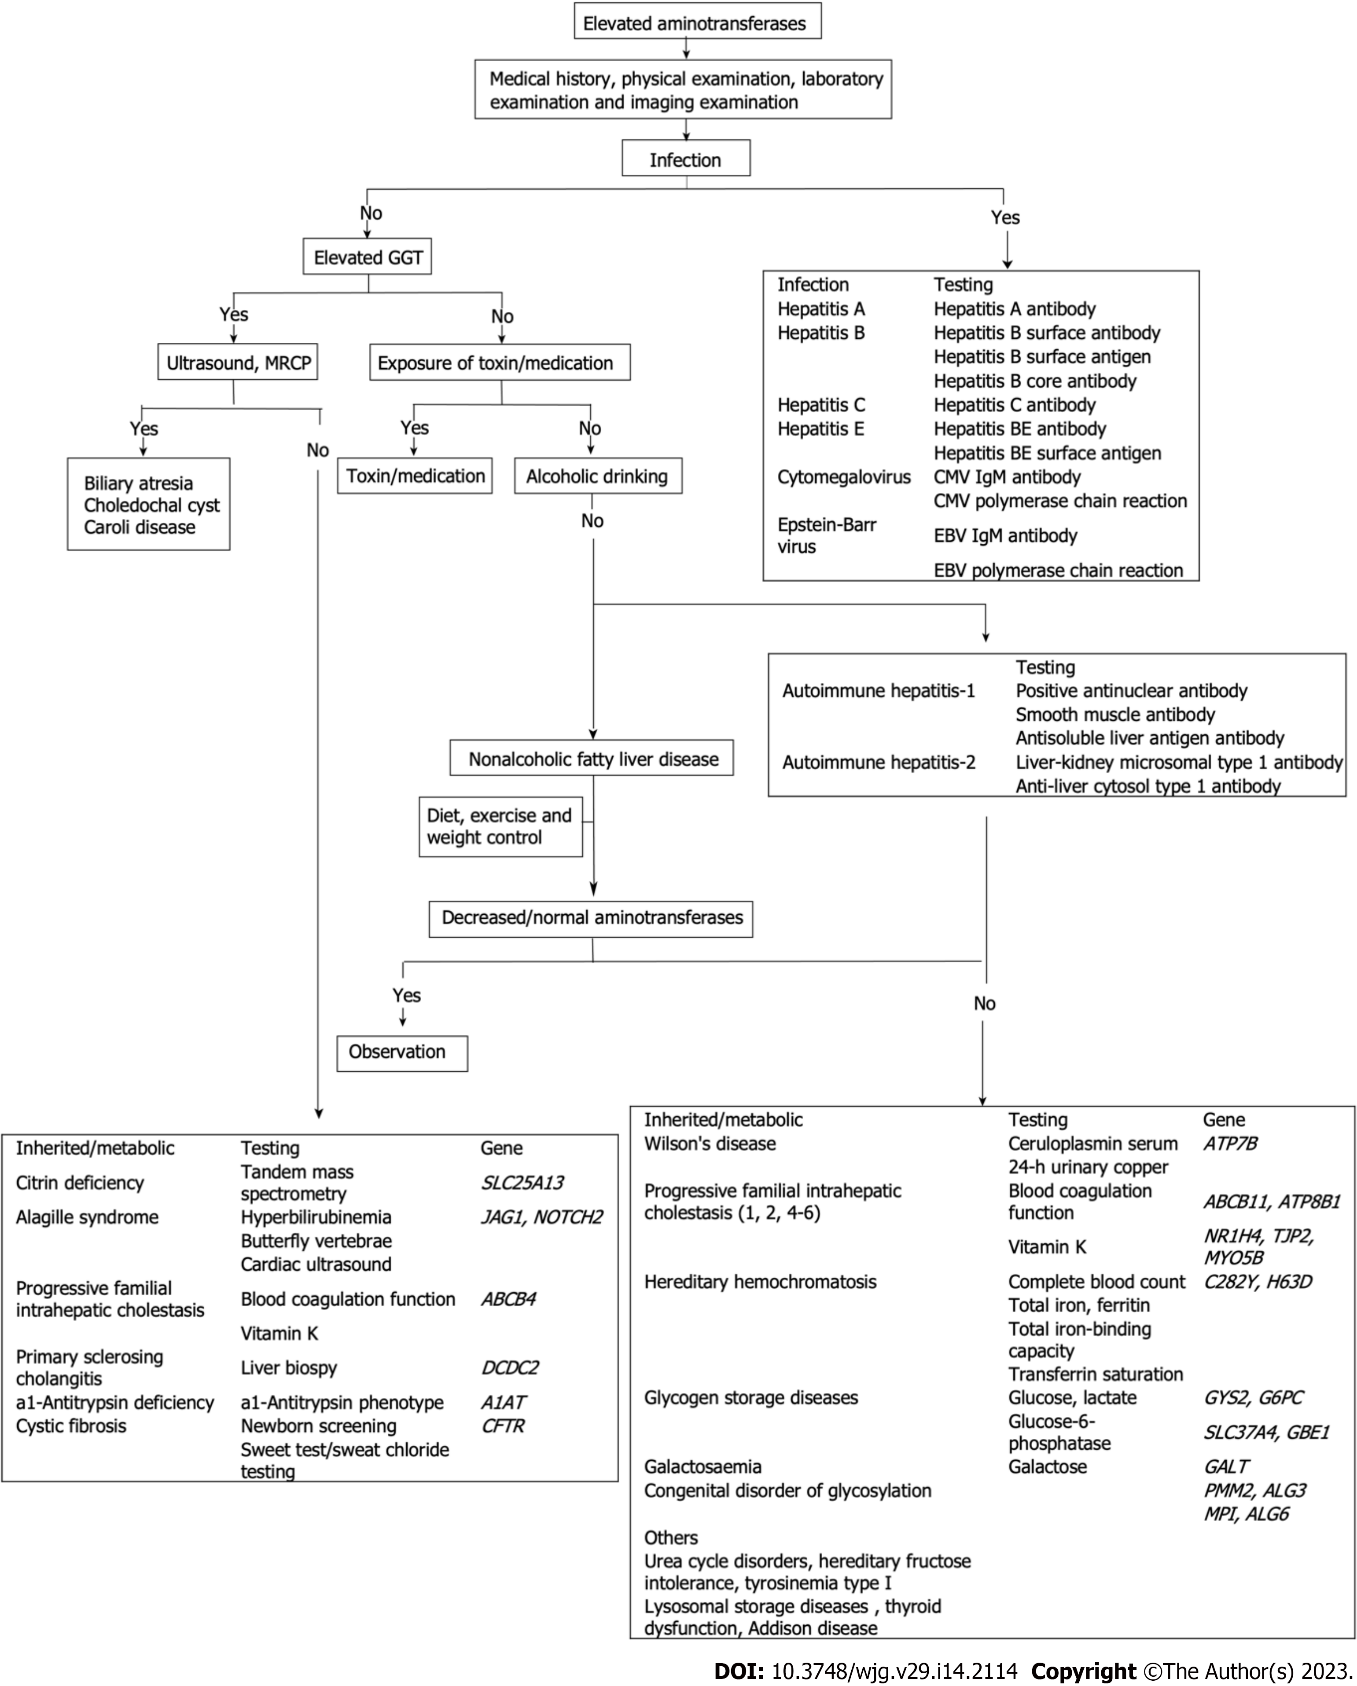 Elevated aminotransferases
Medical history, physical examination, laboratory
examination and imaging examination
Infection
No
Yes
Elevated GGT
Yes
No
Ultrasound, MRCP
Exposure of toxin/medication
Yes
No
Yes
No
Biliary atresia
Choledochal cyst
Caroli disease
Toxin/medication
Alcoholic drinking
No
Infection Testing
Hepatitis A Hepatitis A antibody
Hepatitis B Hepatitis B surface antibody
Hepatitis B surface antigen
Hepatitis B core antibody
Hepatitis C Hepatitis C antibody
Hepatitis E Hepatitis BE antibody
Hepatitis BE surface antigen
Cytomegalovirus CMV IgM antibody
CMV polymerase chain reaction
Epstein-Barr
virus
EBV IgM antibody
EBV polymerase chain reaction
Testing
Autoimmune hepatitis-1 Positive antinuclear antibody
Smooth muscle antibody
Antisoluble liver antigen antibody
Autoimmune hepatitis-2 Liver-kidney microsomal type 1 antibody
Anti-liver cytosol type 1 antibody
Nonalcoholic fatty liver disease
Diet, exercise and
weight control
Decreased/normal aminotransferases
Yes
No
Observation
Inherited/metabolic Testing Gene
Citrin deficiency
Tandem mass
spectrometry
SLC25A13
Alagille syndrome Hyperbilirubinemia JAG1, NOTCH2
Butterfly vertebrae
Cardiac ultrasound
Progressive familial
intrahepatic cholestasis
Blood coagulation function ABCB4
Vitamin K
Primary sclerosing
cholangitis
Liver biospy DCDC2
a1-Antitrypsin deficiency a1-Antitrypsin phenotype A1AT
Cystic fibrosis Newborn screening CFTR
Sweet test/sweat chloride
testing
Inherited/metabolic Testing Gene
Wilson's disease Ceruloplasmin serum ATP7B
24-h urinary copper
Progressive familial intrahepatic
cholestasis (1, 2, 4-6)
Blood coagulation
function
ABCB11, ATP8B1
Vitamin K
NR1H4, TJP2,
MYO5B
Hereditary hemochromatosis Complete blood count C282Y, H63D
Total iron, ferritin
Total iron-binding
capacity
Transferrin saturation
Glycogen storage diseases Glucose, lactate GYS2, G6PC
Glucose-6-
phosphatase
SLC37A4, GBE1
Galactosaemia Galactose GALT
Congenital disorder of glycosylation PMM2, ALG3
MPI, ALG6
Others
Urea cycle disorders, hereditary fructose
intolerance, tyrosinemia type I
Lysosomal storage diseases , thyroid
dysfunction, Addison disease
DOI: 10.3748/wjg.v29.i14.2114 Copyright ©The Author(s) 2023.